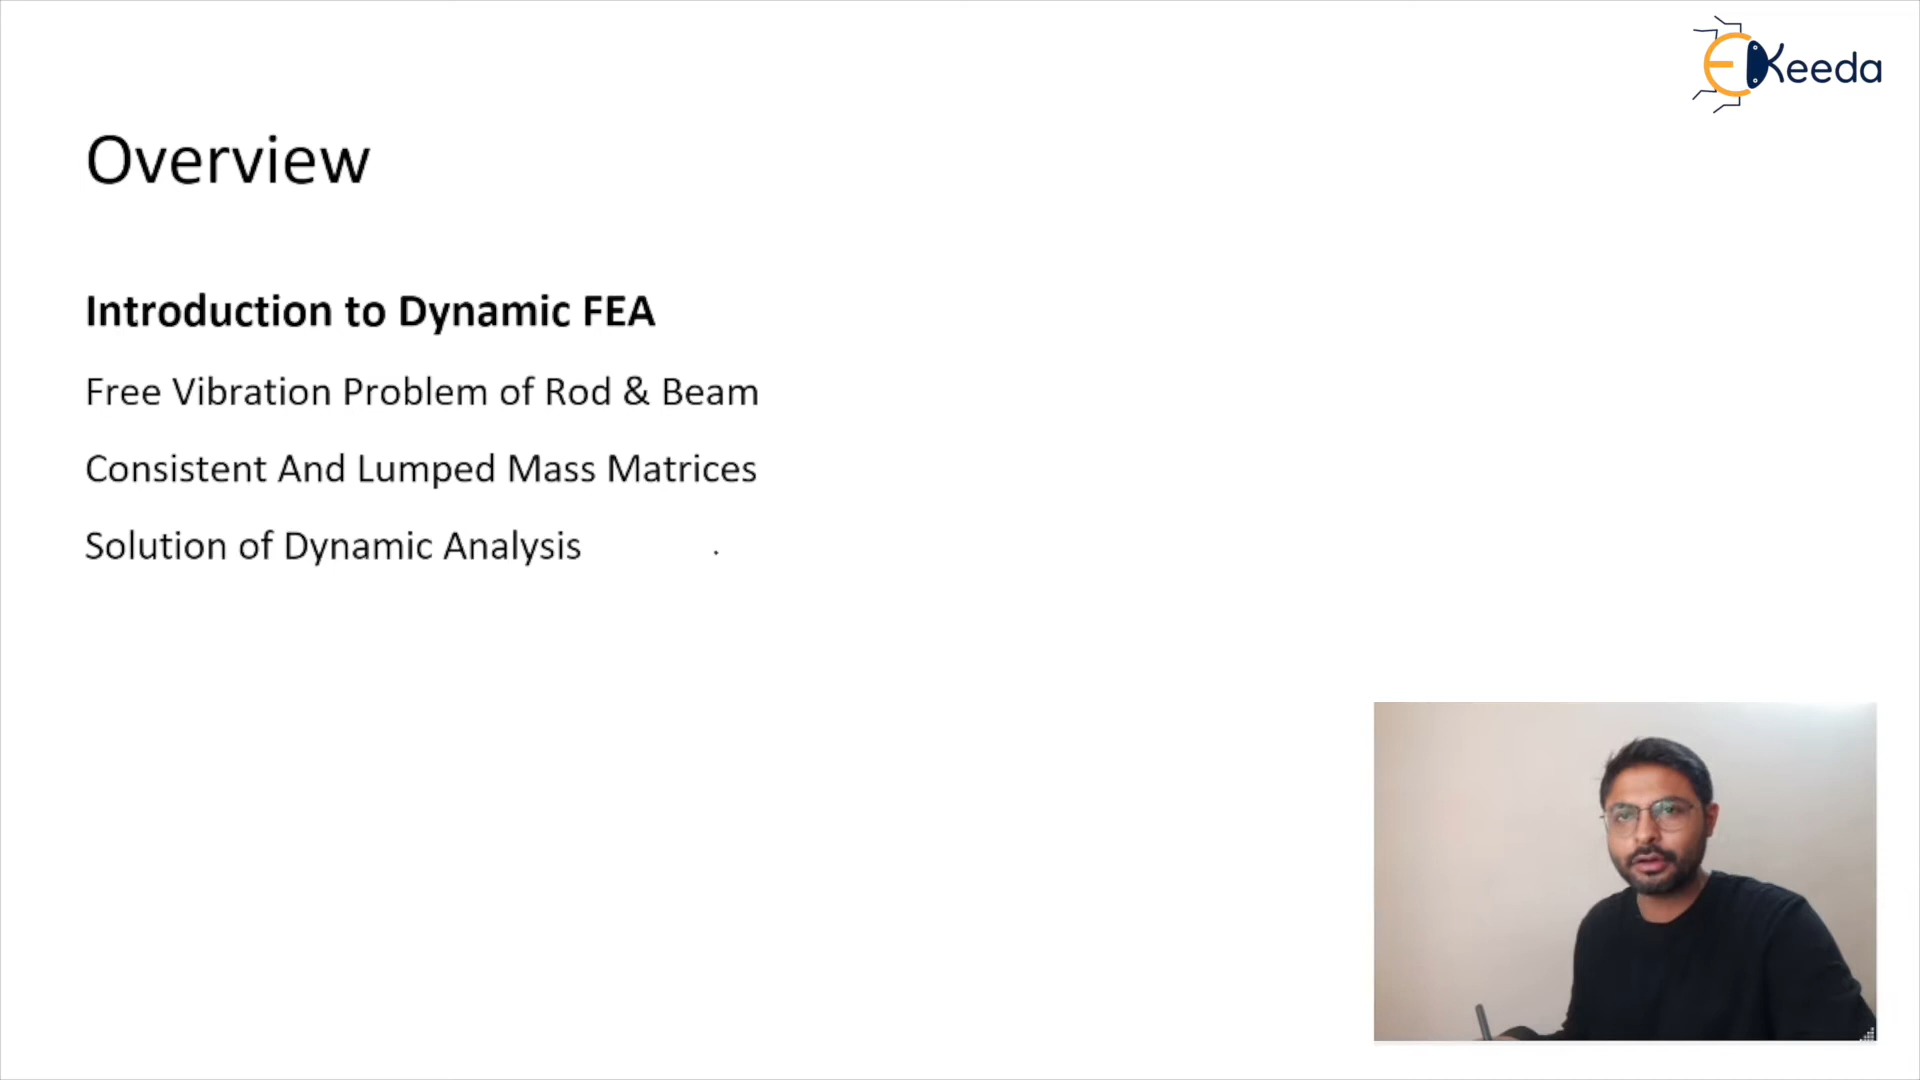 EKeeda
Overview
Introduction to Dynamic FEA
Free Vibration Problem of Rod & Beam
Consistent And Lumped Mass Matrices
Solution of Dynamic Analysis